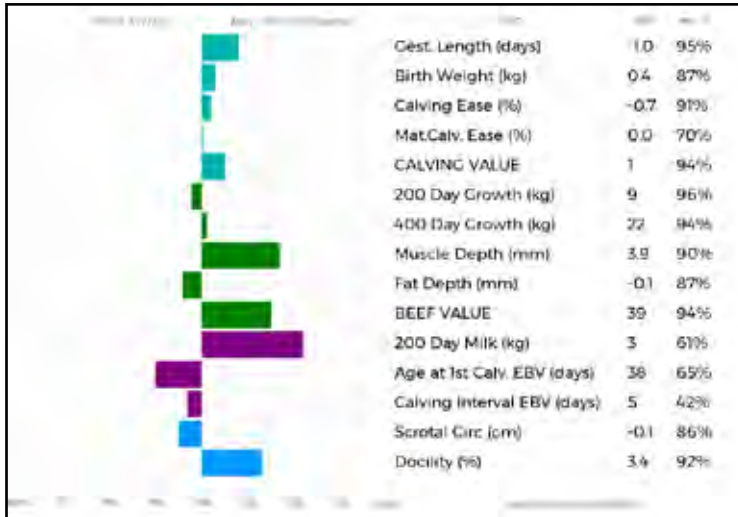 Gest. Length (days) 1.0 95%
Birth Weight (kg) 0.4 87%
Calving Ease (%) -0.7 91%
Mat.Calv. Ease (%) 0.0 70%
CALVING VALUE 1 94%
200 Day Growth (kg) 9 96%
400 Day Growth (kg) 22 94%
Muscle Depth (mm) 3.9 90%
Fat Depth (mm) -0.1 87%
BEEF VALUE 39 94%
200 Day Milk (kg) 3 61%
Age at 1st Calv. EBV (days) 38 65%
Calving Interval EBV (days) 5 42%
Scrotal Circ (cm) -0.1 86%
Docility (%) 3.4 92%